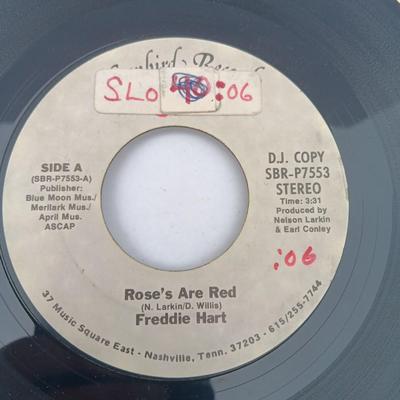 SLO :06
SIDE A
(SBR-P7553-A)
Publisher:
Blue Moon Mus./
Merilark Mus./
April Mus.
ASCAP
D.J. COPY
SBR-P7553
STEREO
Time: 3:31
Produced by
Nelson Larkin
& Earl Conley
:06
Rose's Are Red
(N. Larkin/D. Willis)
Freddie Hart
37 Music Square East - Nashville, Tenn. 37203 - 615/255-7744